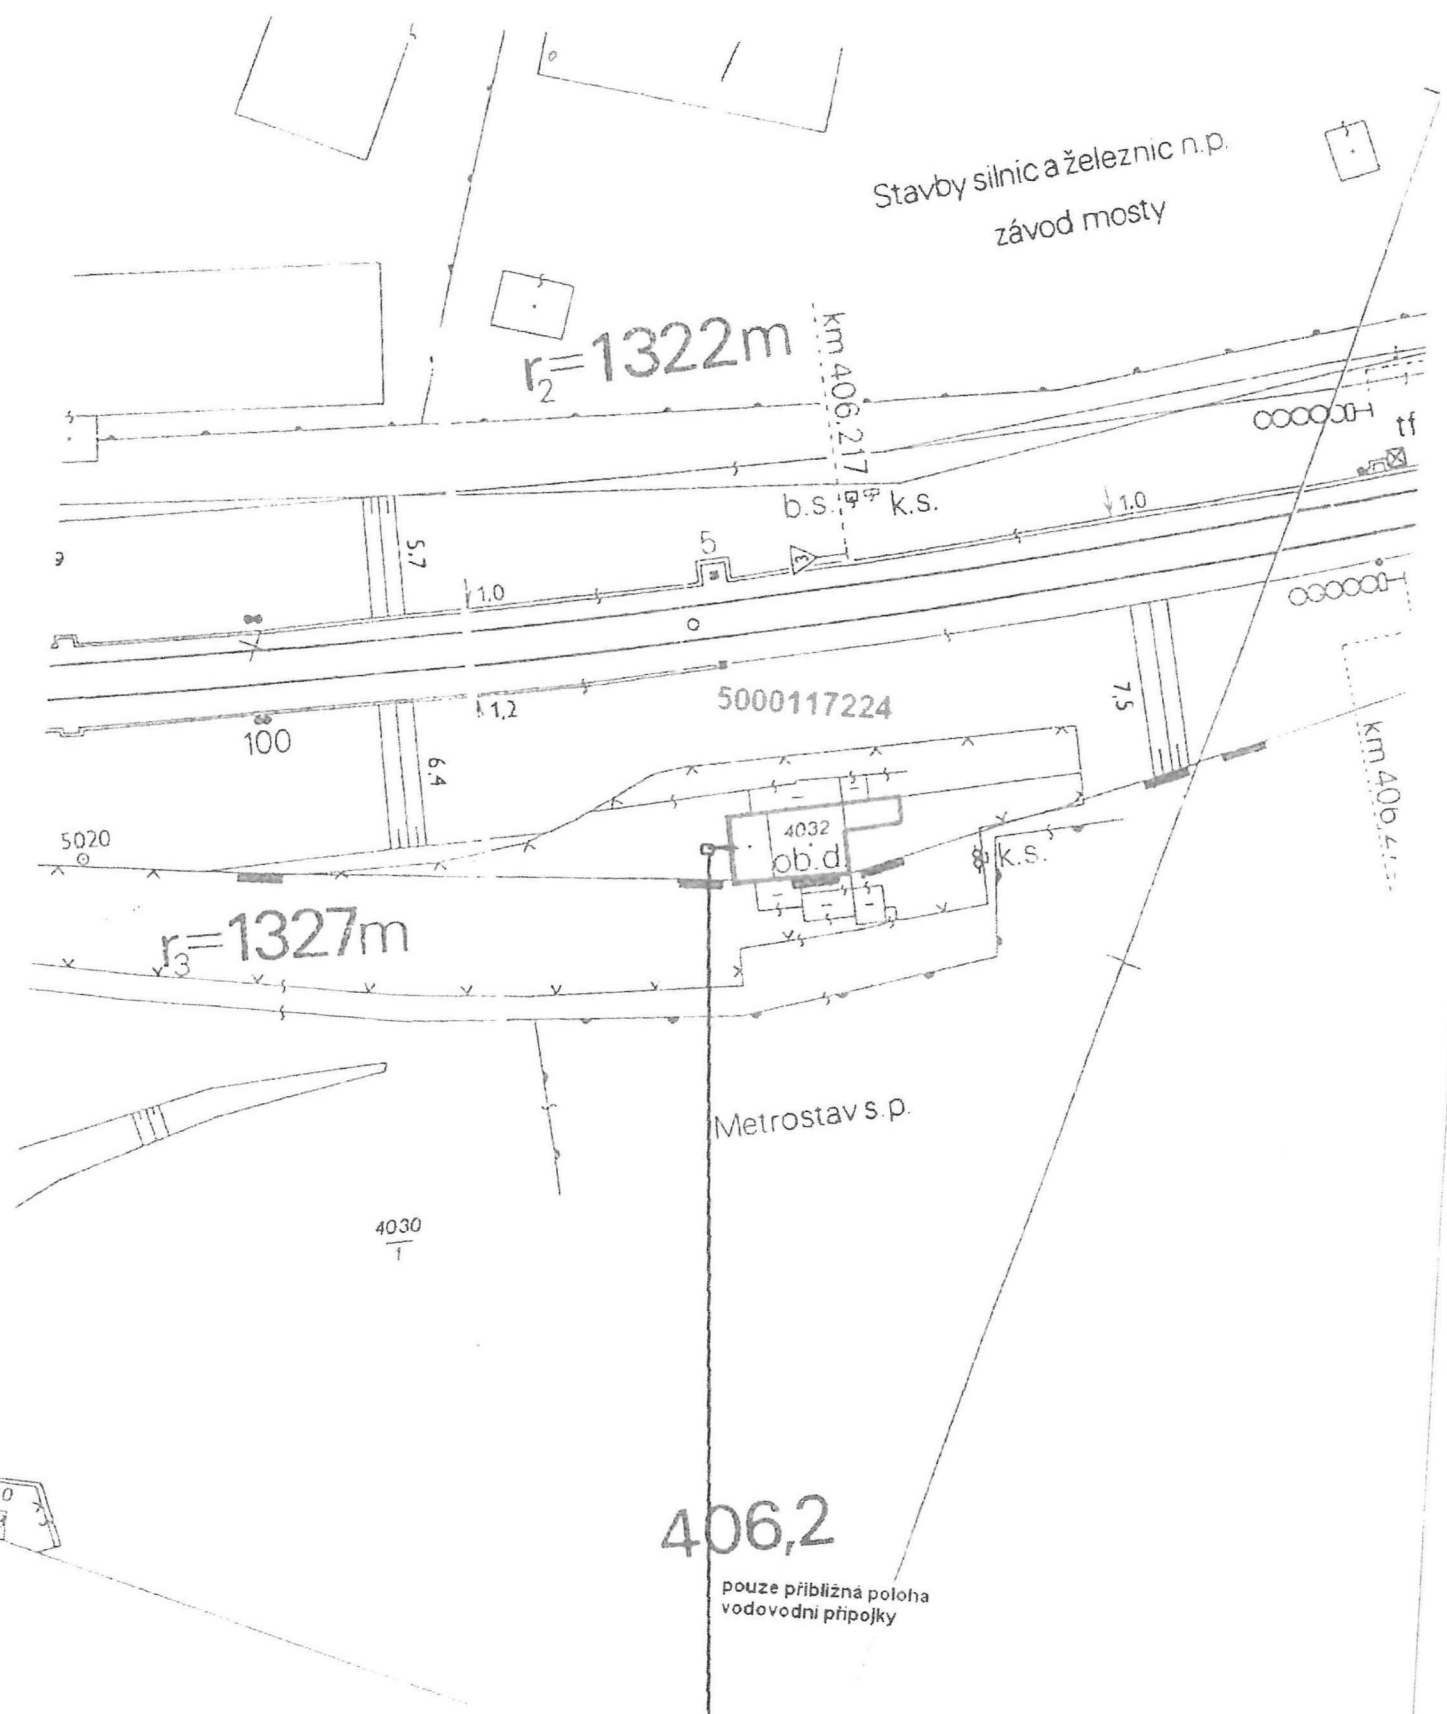 Stavby silnic a železnic n.p.
závod mosty
r₂=1322m
km 406,217
tf
b.s.
k.s.
1,0
5
3
5,7
1,0
7,5
5000117224
1,2
100
6,4
5020
4032
ob.d.
k.s.
r₃=1327m
Metrostav s.p.
4030
1
406,2
pouze přibližná poloha
vodovodní přípojky